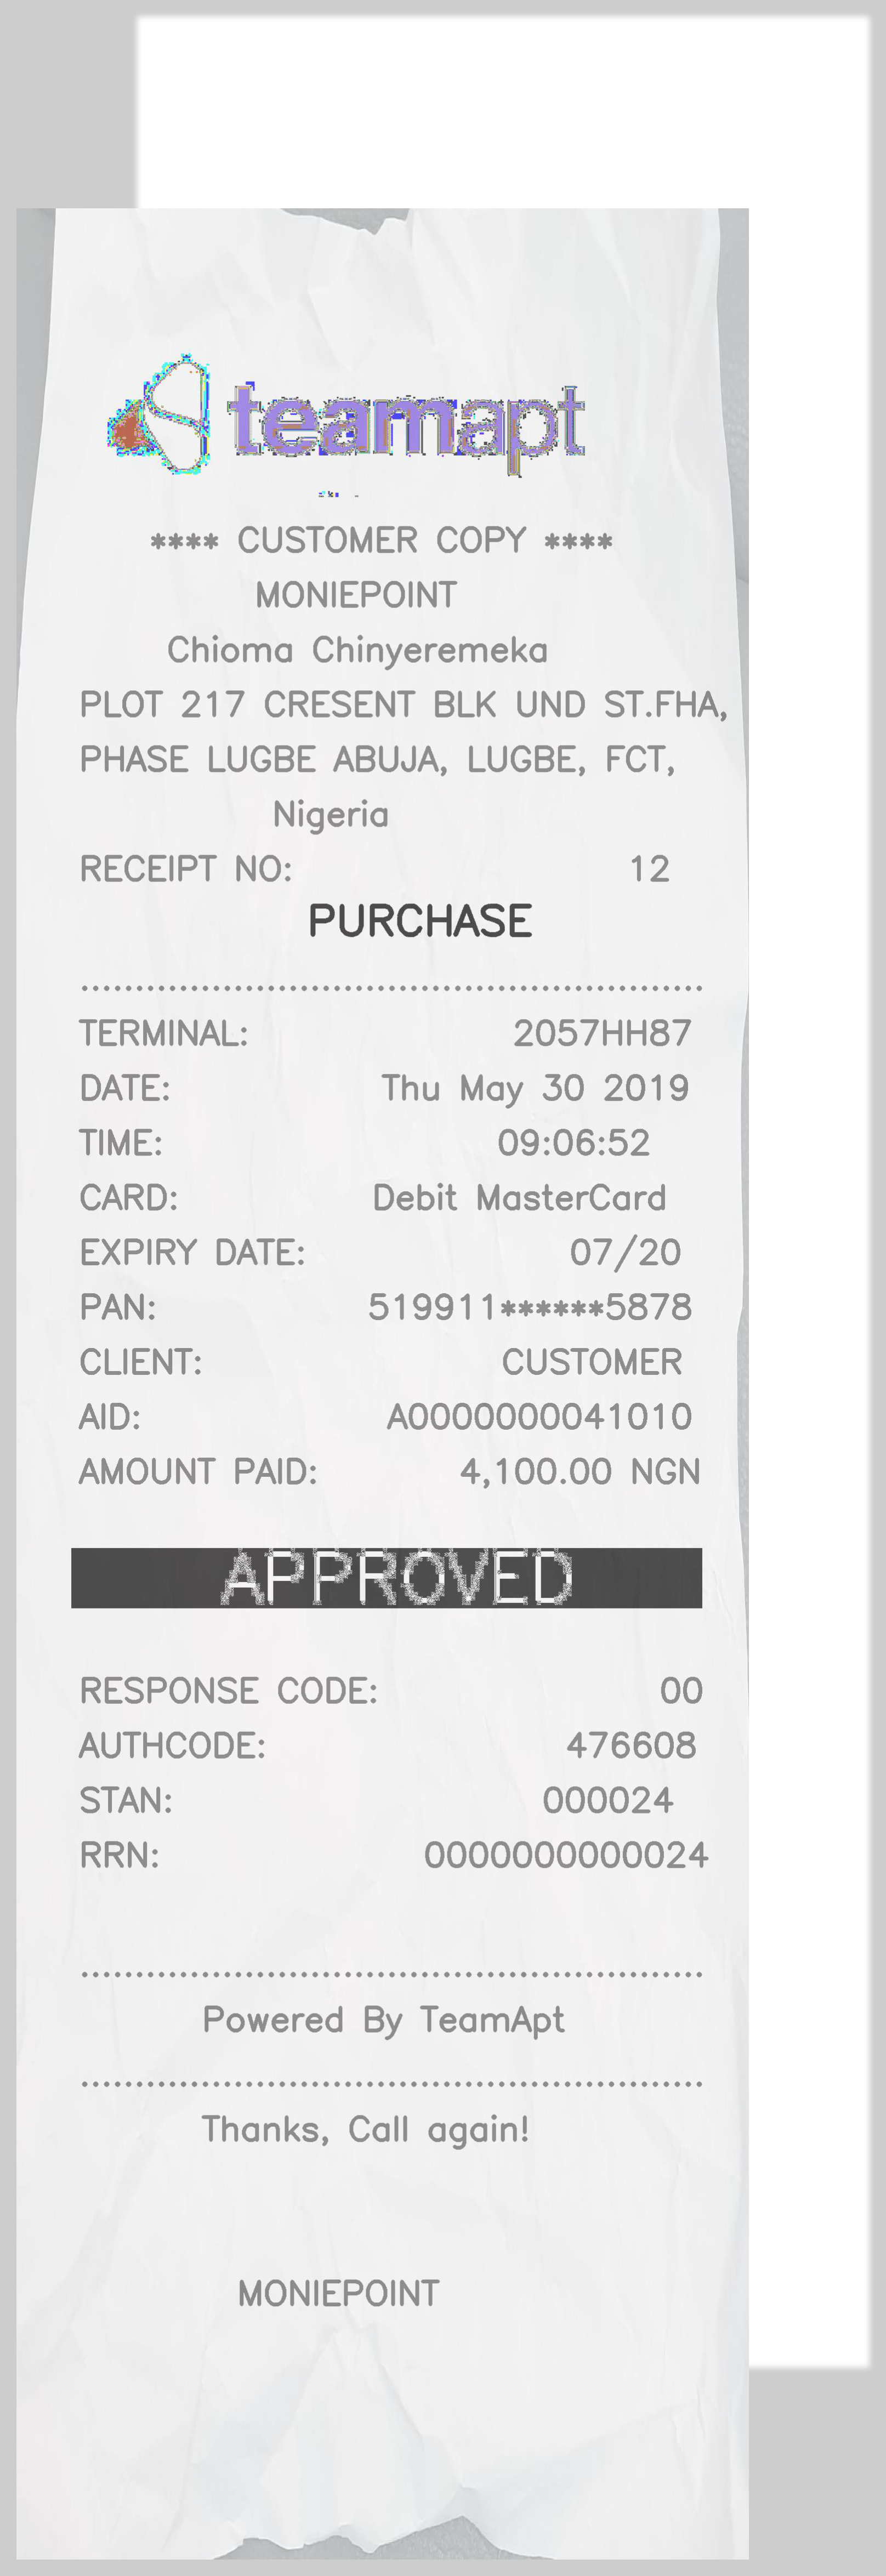 teamapt
**** CUSTOMER COPY ****
MONIEPOINT
Chioma Chinyeremeka
PLOT 217 CRESENT BLK UND ST.FHA,
PHASE LUGBE ABUJA, LUGBE, FCT,
Nigeria
RECEIPT NO: 12
PURCHASE
TERMINAL: 2057HH87
DATE: Thu May 30 2019
TIME: 09:06:52
CARD: Debit MasterCard
EXPIRY DATE: 07/20
PAN: 519911******5878
CLIENT: CUSTOMER
AID: A0000000041010
AMOUNT PAID: 4,100.00 NGN
APPROVED
RESPONSE CODE: 00
AUTHCODE: 476608
STAN: 000024
RRN: 0000000000024
Powered By TeamApt
Thanks, Call again!
MONIEPOINT